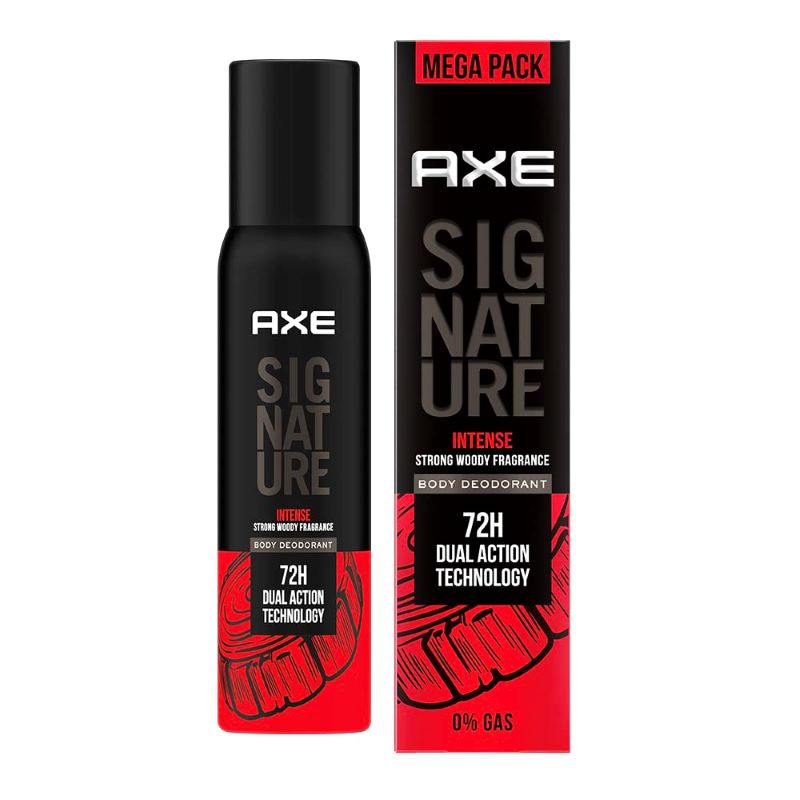 AXE
SIG
NAT
URE
INTENSE
STRONG WOODY FRAGRANCE
BODY DEODORANT
72H
DUAL ACTION
TECHNOLOGY
MEGA PACK
AXE
SIG
NAT
URE
INTENSE
STRONG WOODY FRAGRANCE
BODY DEODORANT
72H
DUAL ACTION
TECHNOLOGY
0% GAS